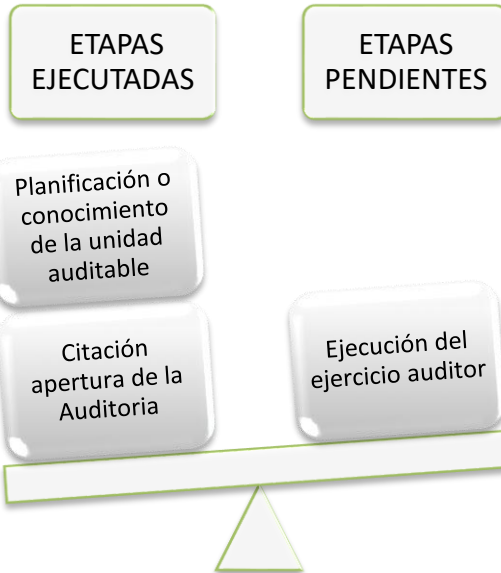 ETAPAS
EJECUTADAS
ETAPAS
PENDIENTES
Planificación o
conocimiento
de la unidad
auditable
Citación
apertura de la
Auditoria
Ejecución del
ejercicio auditor